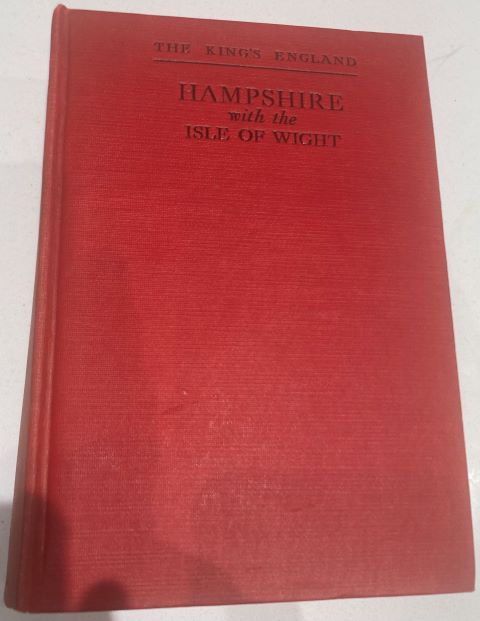 THE KING'S ENGLAND
HAMPSHIRE
with the
ISLE OF WIGHT